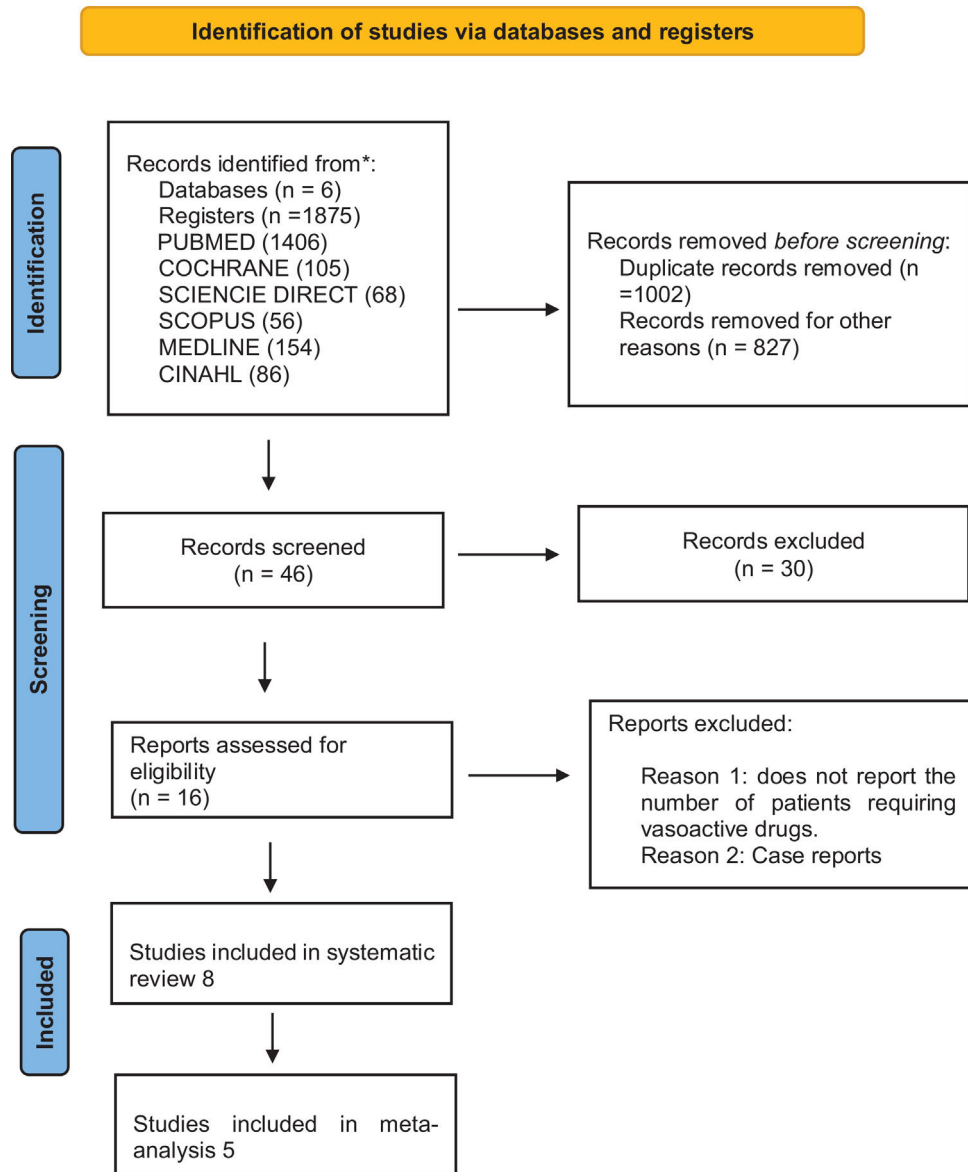 Identification of studies via databases and registers
Identification
Records identified from*:
Databases (n = 6)
Registers (n =1875)
PUBMED (1406)
COCHRANE (105)
SCIENCIE DIRECT (68)
SCOPUS (56)
MEDLINE (154)
CINAHL (86)
Records removed before screening:
Duplicate records removed (n
=1002)
Records removed for other
reasons (n = 827)
Screening
Records screened
(n = 46)
Records excluded
(n = 30)
Reports assessed for
eligibility
(n = 16)
Reports excluded:
Reason 1: does not report the
number of patients requiring
vasoactive drugs.
Reason 2: Case reports
Included
Studies included in systematic
review 8
Studies included in meta-
analysis 5